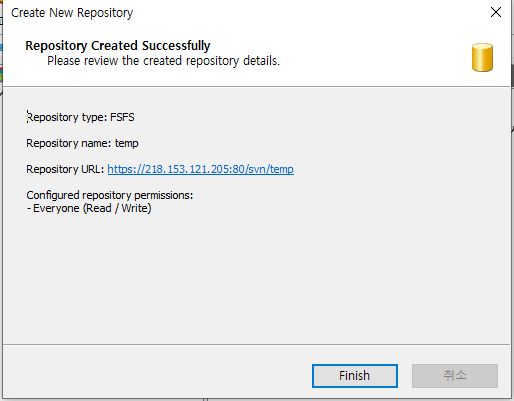 Create New Repository
Repository Created Successfully
Please review the created repository details.
Repository type: FSFS
Repository name: temp
Repository URL: https://218.153.121.205:80/svn/temp
Configured repository permissions:
- Everyone (Read / Write)
Finish
취소